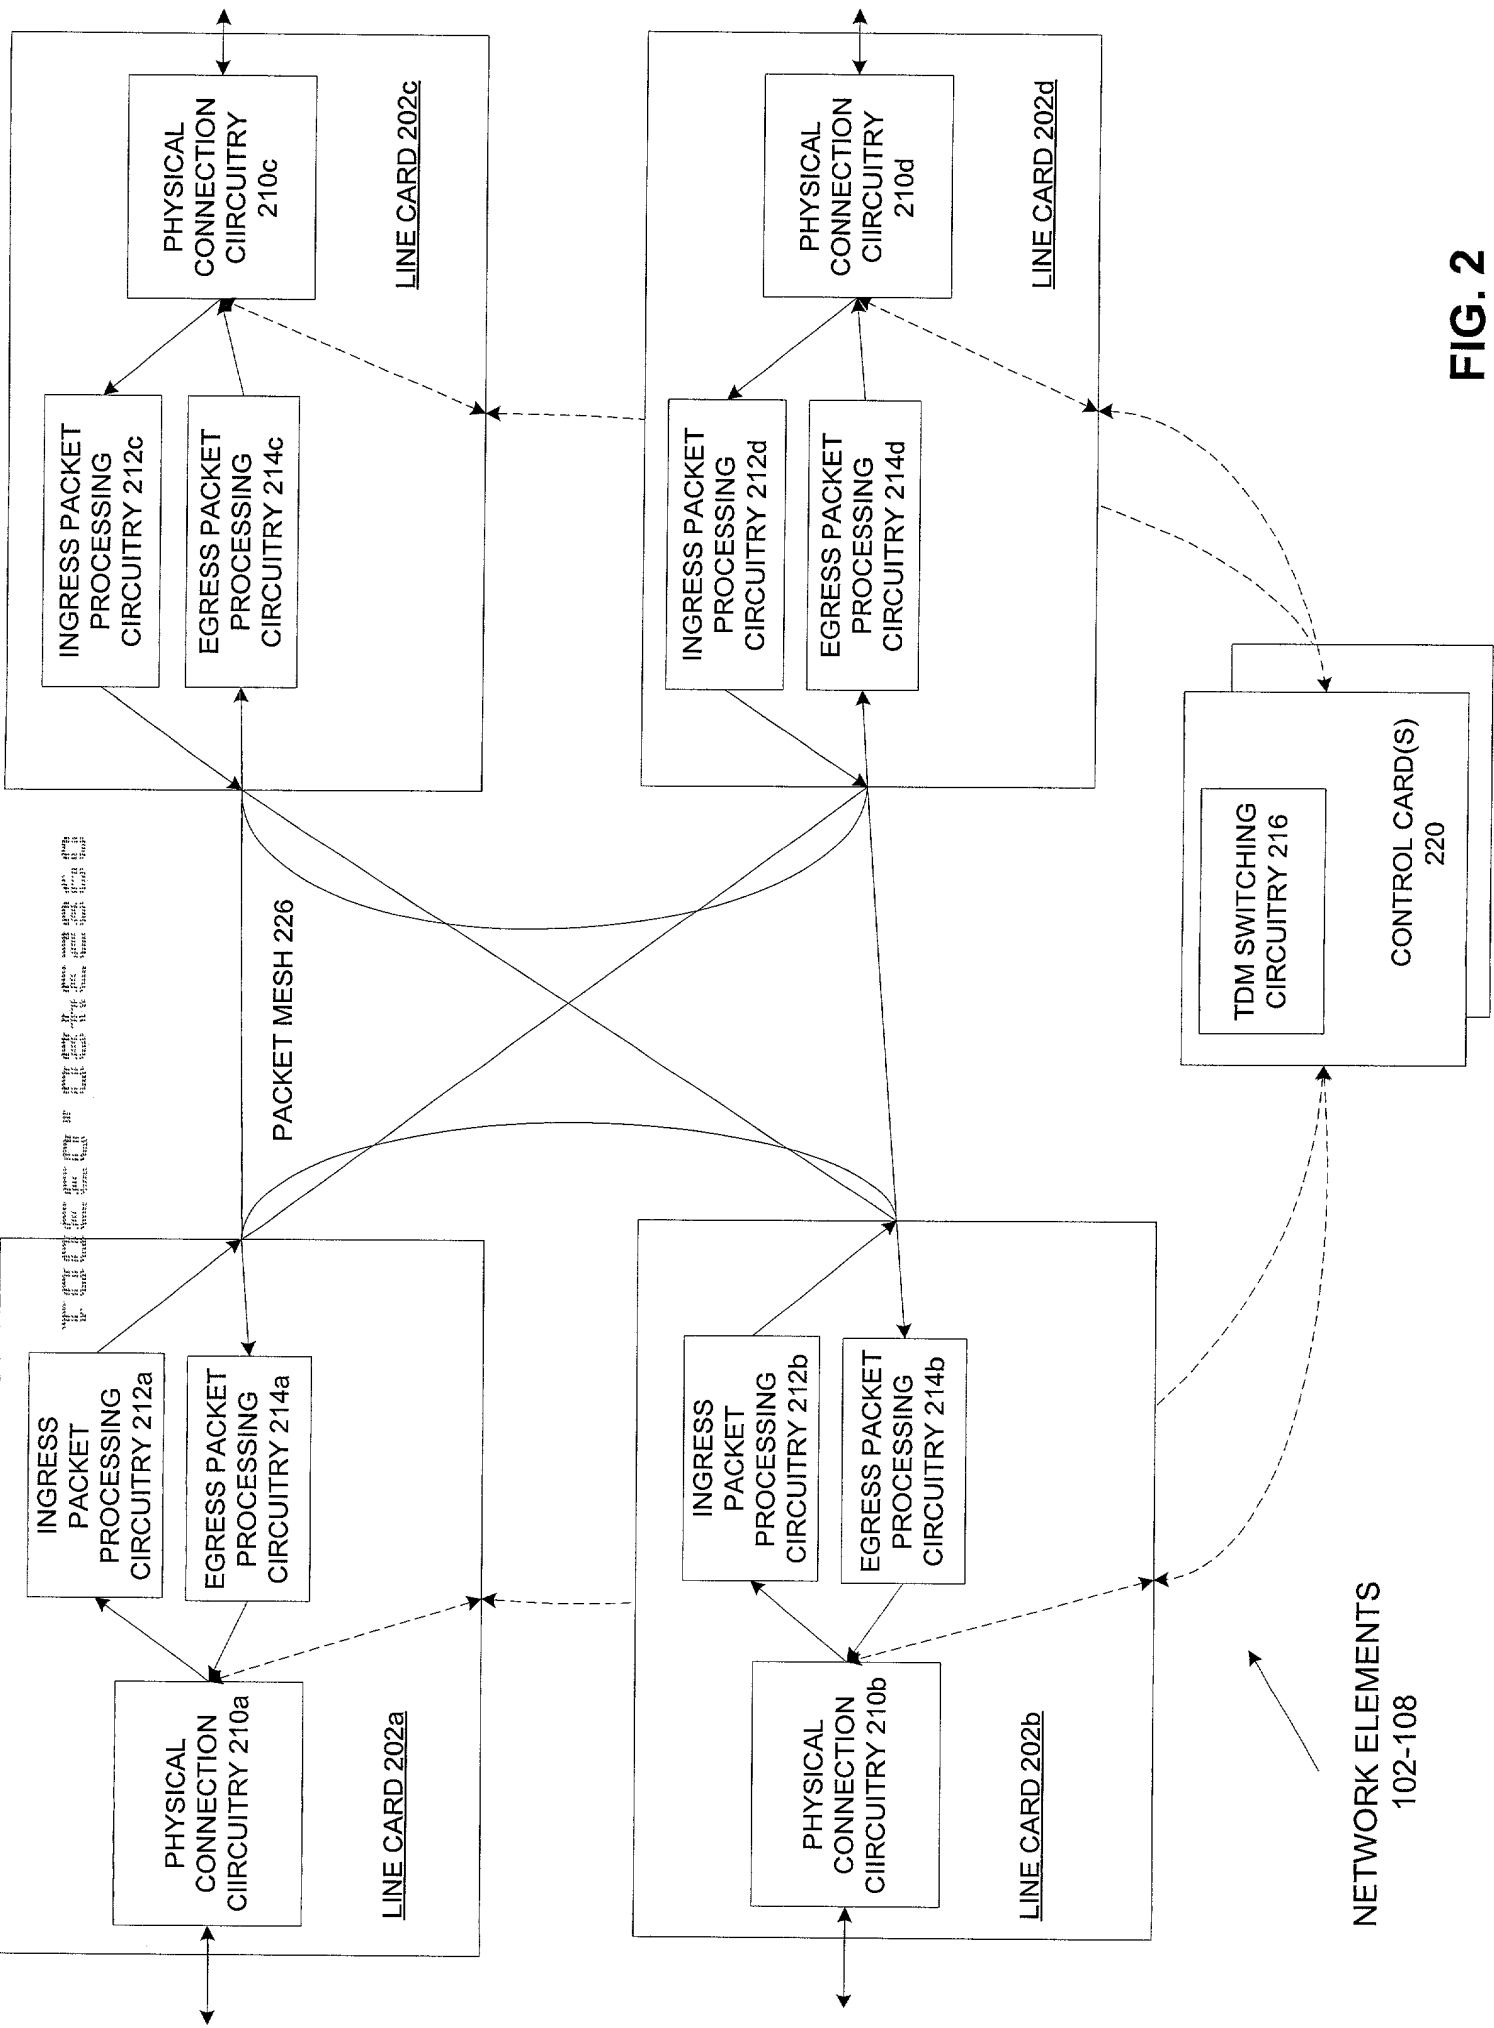 PHYSICAL
CONNECTION
CIIRCUITRY 210a
INGRESS
PACKET
PROCESSING
CIRCUITRY 212a
EGRESS PACKET
PROCESSING
CIRCUITRY 214a
LINE CARD 202a
PACKET MESH 226
INGRESS PACKET
PROCESSING
CIRCUITRY 212c
EGRESS PACKET
PROCESSING
CIRCUITRY 214c
PHYSICAL
CONNECTION
CIIRCUITRY
210c
LINE CARD 202c
PHYSICAL
CONNECTION
CIIRCUITRY 210b
INGRESS
PACKET
PROCESSING
CIRCUITRY 212b
EGRESS PACKET
PROCESSING
CIRCUITRY 214b
LINE CARD 202b
INGRESS PACKET
PROCESSING
CIRCUITRY 212d
EGRESS PACKET
PROCESSING
CIRCUITRY 214d
PHYSICAL
CONNECTION
CIIRCUITRY
210d
LINE CARD 202d
TDM SWITCHING
CIRCUITRY 216
CONTROL CARD(S)
220
NETWORK ELEMENTS
102-108
FIG. 2